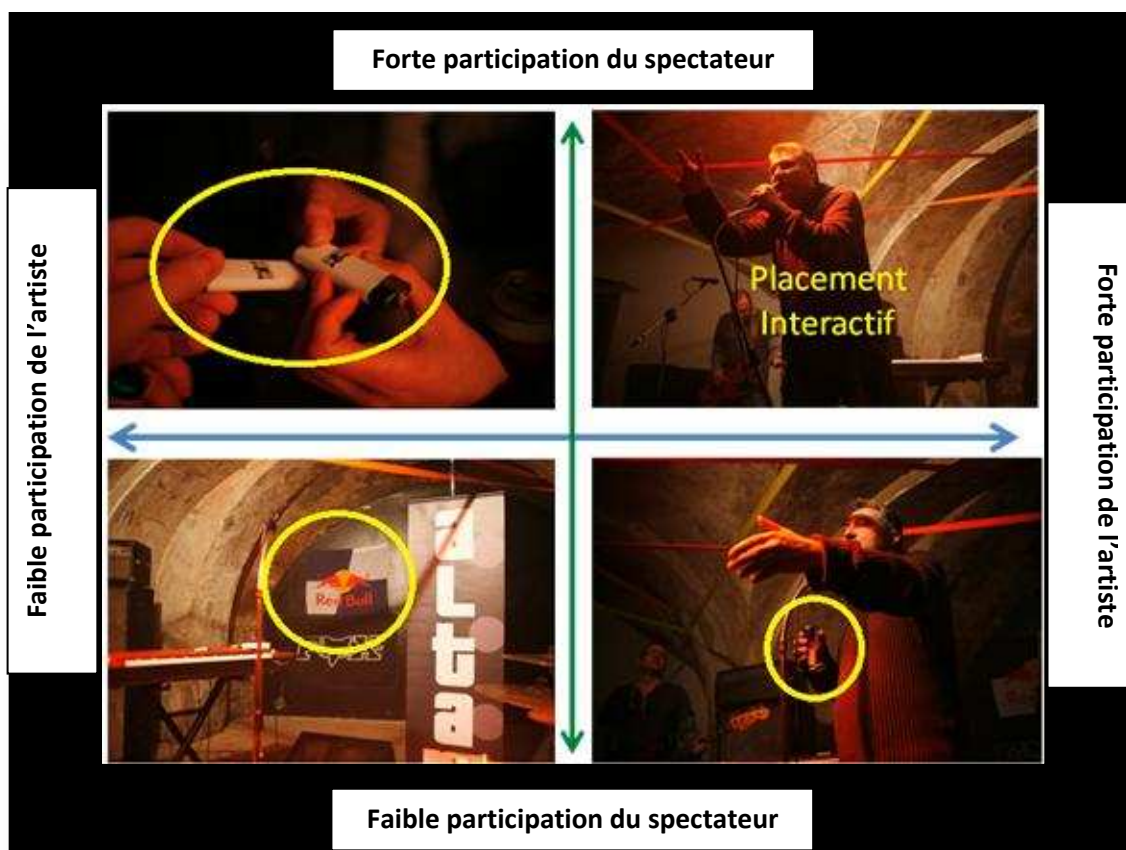 Forte participation du spectateur
Faible participation de l'artiste
Forte participation de l'artiste
Placement
Interactif
Red Bull
Faible participation du spectateur